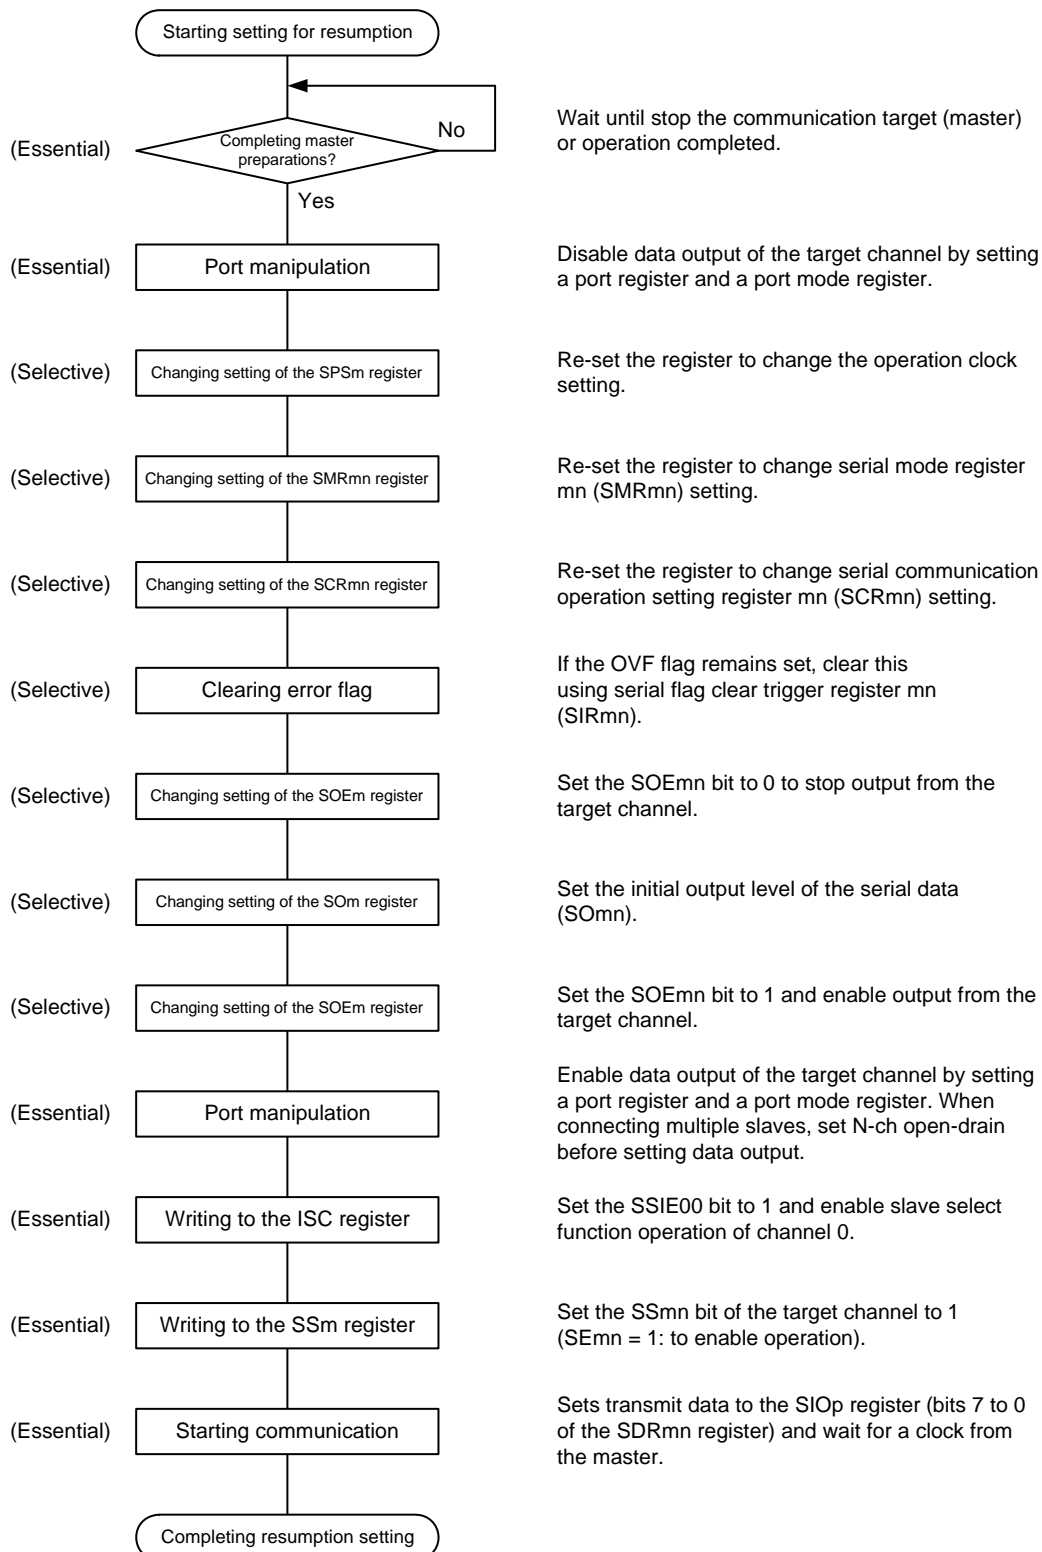 Starting setting for resumption
(Essential)
Completing master
preparations?
No
Wait until stop the communication target (master)
or operation completed.
Yes
(Essential)
Port manipulation
Disable data output of the target channel by setting
a port register and a port mode register.
(Selective)
Changing setting of the SPSm register
Re-set the register to change the operation clock
setting.
(Selective)
Changing setting of the SMRmn register
Re-set the register to change serial mode register
mn (SMRmn) setting.
(Selective)
Changing setting of the SCRmn register
Re-set the register to change serial communication
operation setting register mn (SCRmn) setting.
(Selective)
Clearing error flag
If the OVF flag remains set, clear this
using serial flag clear trigger register mn
(SIRmn).
(Selective)
Changing setting of the SOEm register
Set the SOEmn bit to 0 to stop output from the
target channel.
(Selective)
Changing setting of the SOm register
Set the initial output level of the serial data
(SOmn).
(Selective)
Changing setting of the SOEm register
Set the SOEmn bit to 1 and enable output from the
target channel.
(Essential)
Port manipulation
Enable data output of the target channel by setting
a port register and a port mode register. When
connecting multiple slaves, set N-ch open-drain
before setting data output.
(Essential)
Writing to the ISC register
Set the SSIE00 bit to 1 and enable slave select
function operation of channel 0.
(Essential)
Writing to the SSm register
Set the SSmn bit of the target channel to 1
(SEmn = 1: to enable operation).
(Essential)
Starting communication
Sets transmit data to the SIOp register (bits 7 to 0
of the SDRmn register) and wait for a clock from
the master.
Completing resumption setting